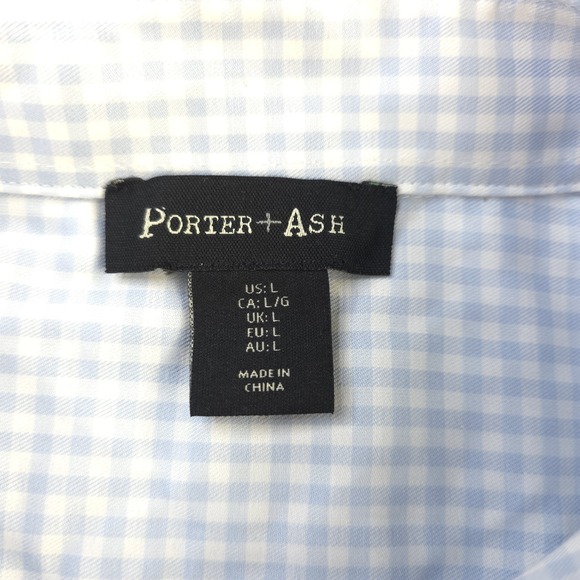 PORTER+ASH
US: L
CA: L/G
UK: L
EU: L
AU: L
MADE IN
CHINA